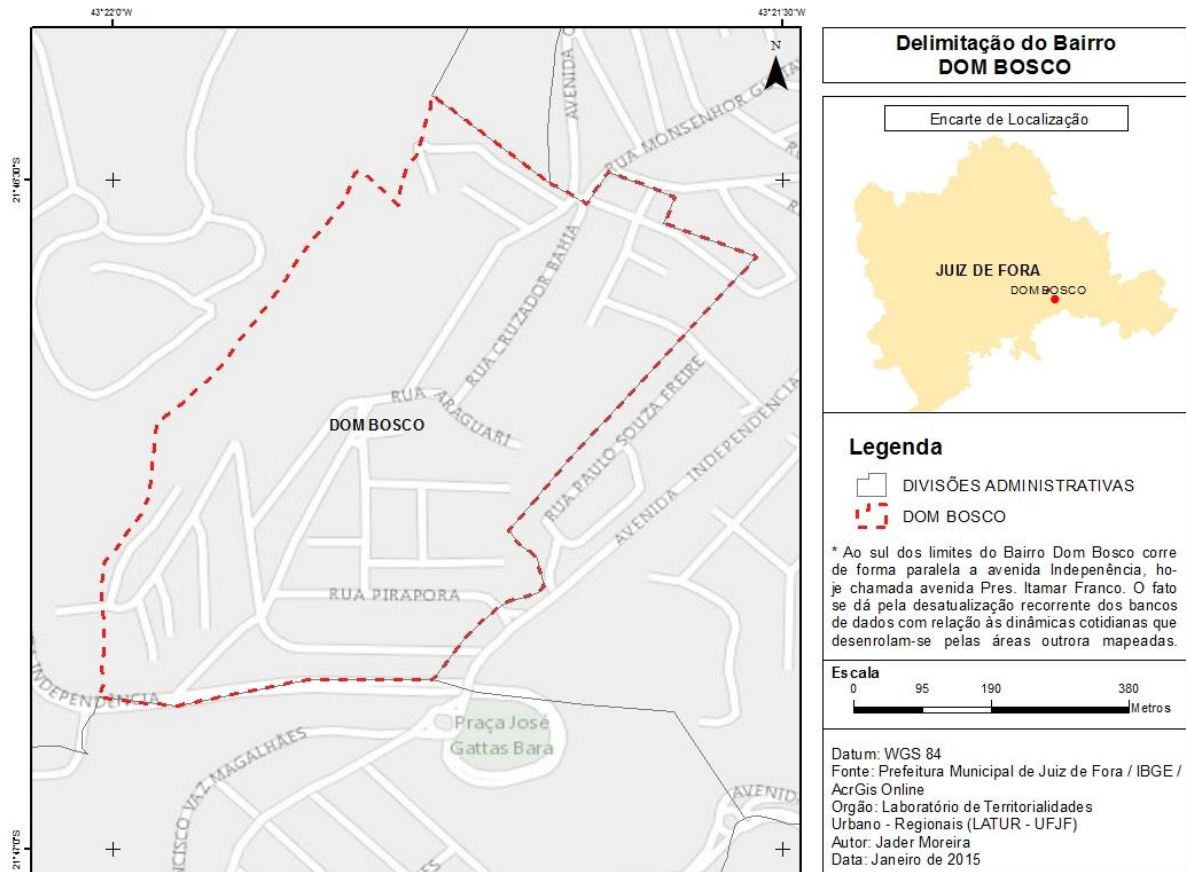 43°22'0"W
43°21'30"W
21°46'30"S
21°47'0"S
N
AVENIDA
RUA MONSENHOR
RUA CRUZADOR BAHIA
RUA ARAGUARI
DOM BOSCO
RUA PAULO SOUZA FREIRE
AVENIDA INDEPENDÊNCIA
RUA PIRAPORA
INDEPENDÊNCIA
Praça José
Gattas Bara
VAZ MAGALHÃES
AVENIDA
Delimitação do Bairro
DOM BOSCO
Encarte de Localização
JUIZ DE FORA
DOM BOSCO
Legenda
DIVISÕES ADMINISTRATIVAS
DOM BOSCO
* Ao sul dos limites do Bairro Dom Bosco corre
de forma paralela a avenida Indepenência, ho-
je chamada avenida Pres. Itamar Franco. O fato
se dá pela desatualização recorrente dos bancos
de dados com relação às dinâmicas cotidianas que
desenrolam-se pelas áreas outrora mapeadas.
Escala
0 95 190 380
Metros
Datum: WGS 84
Fonte: Prefeitura Municipal de Juiz de Fora / IBGE /
AcrGis Online
Orgão: Laboratório de Territorialidades
Urbano - Regionais (LATUR - UFJF)
Autor: Jader Moreira
Data: Janeiro de 2015